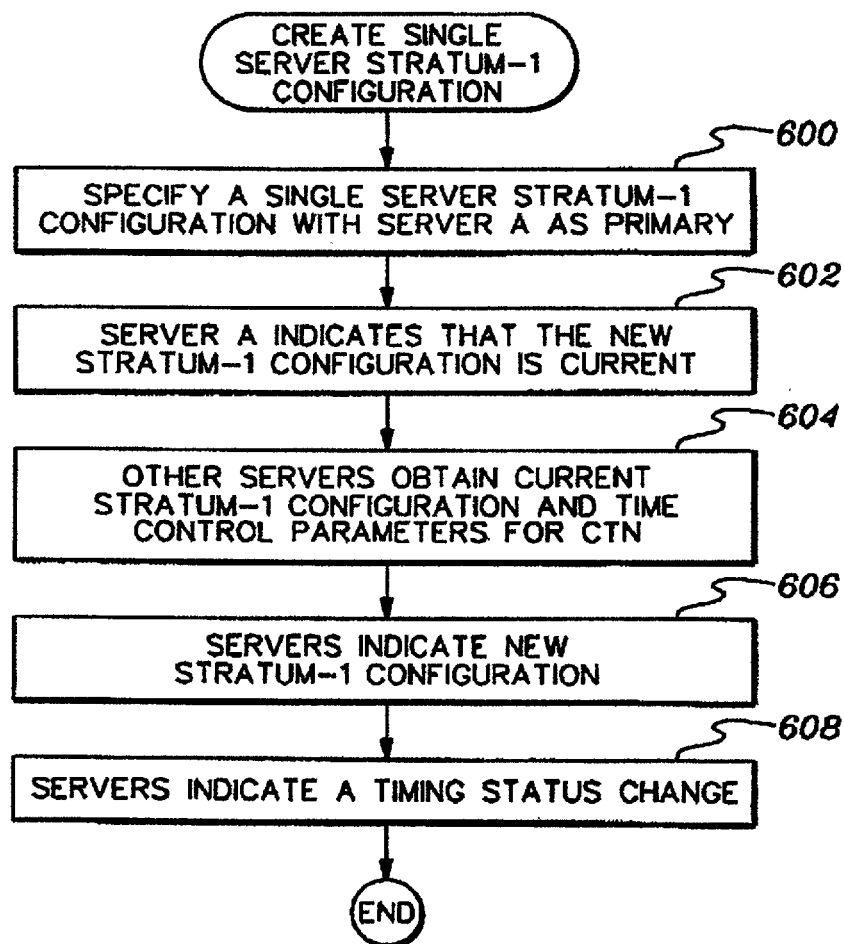 CREATE SINGLE
SERVER STRATUM-1
CONFIGURATION
600
SPECIFY A SINGLE SERVER STRATUM-1
CONFIGURATION WITH SERVER A AS PRIMARY
602
SERVER A INDICATES THAT THE NEW
STRATUM-1 CONFIGURATION IS CURRENT
604
OTHER SERVERS OBTAIN CURRENT
STRATUM-1 CONFIGURATION AND TIME
CONTROL PARAMETERS FOR CTN
606
SERVERS INDICATE NEW
STRATUM-1 CONFIGURATION
608
SERVERS INDICATE A TIMING STATUS CHANGE
END